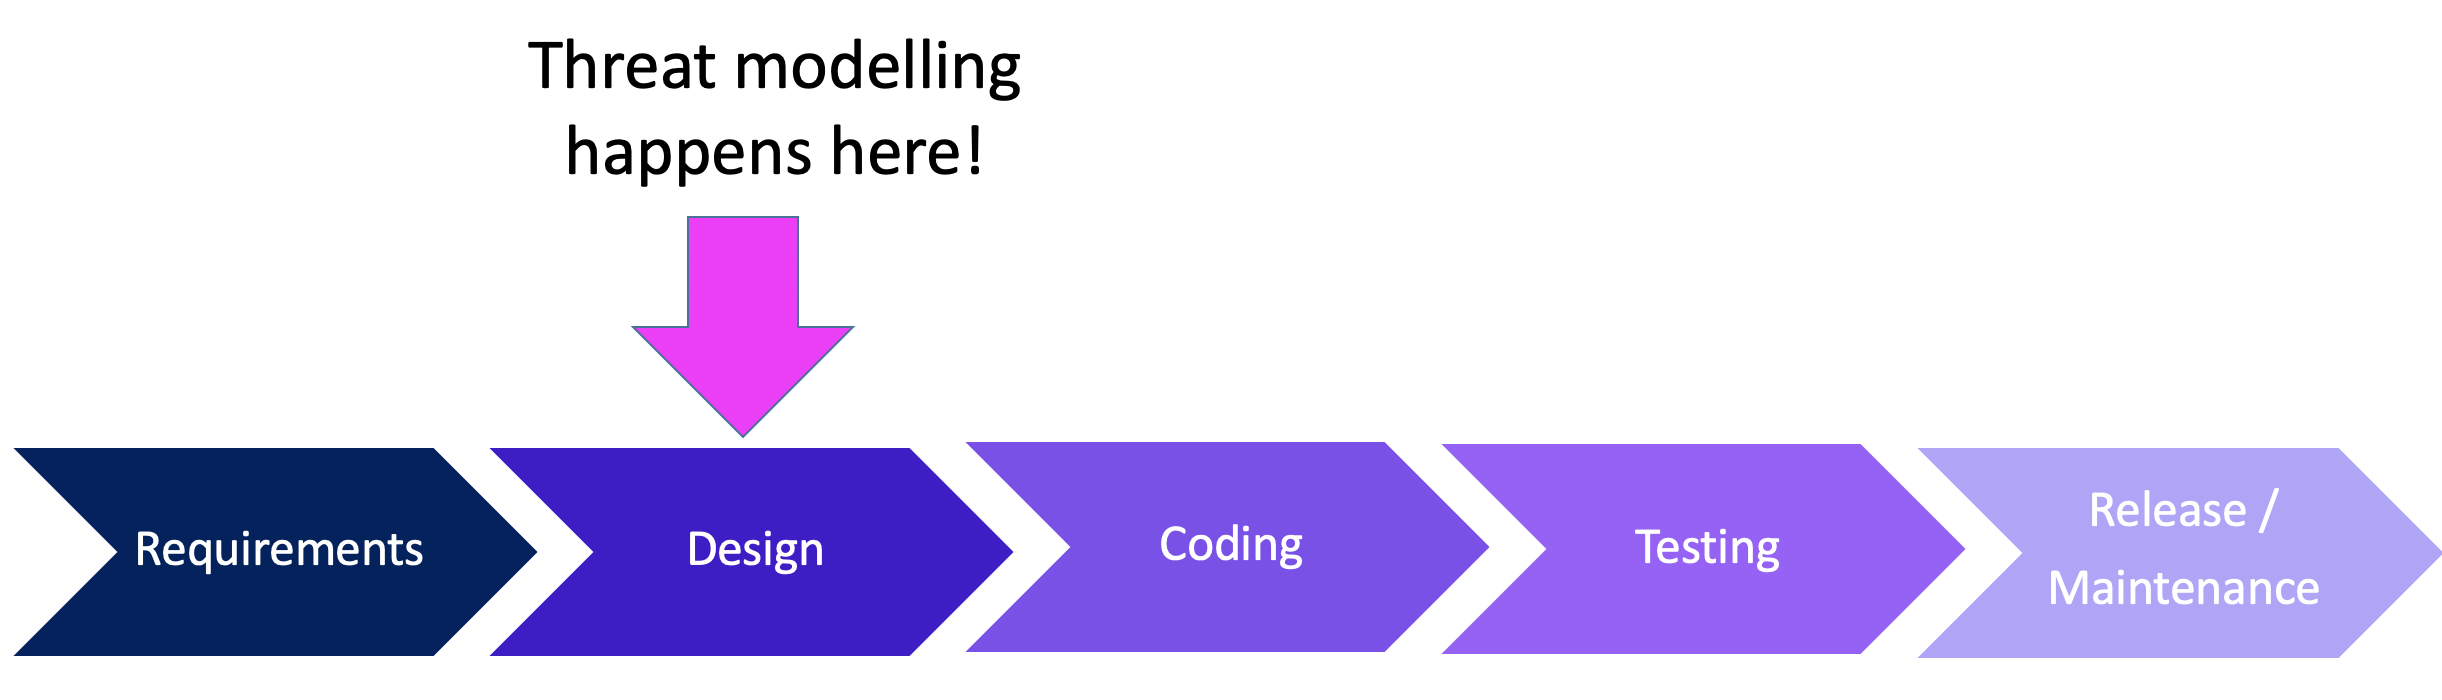 Threat modelling
happens here!
Requirements
Design
Coding
Testing
Release /
Maintenance